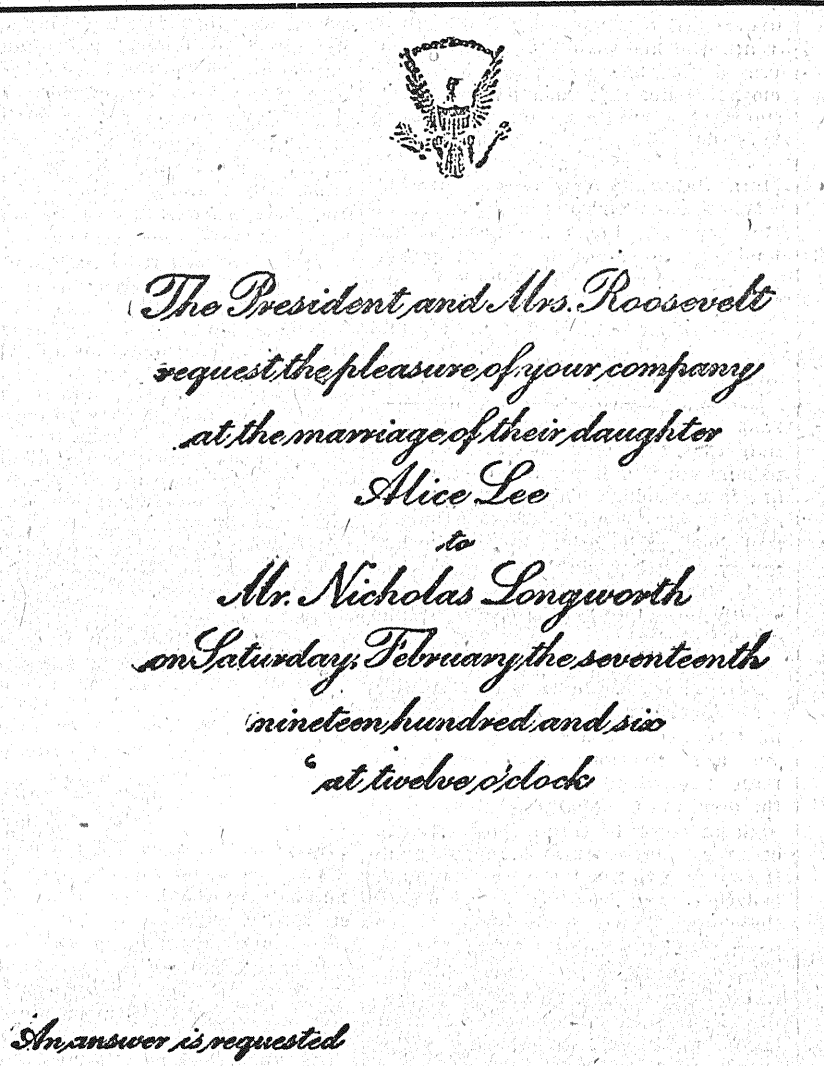 The President and Mrs. Roosevelt
request the pleasure of your company
at the marriage of their daughter
Alice Lee
to
Mr. Nicholas Longworth
on Saturday, February the seventeenth
nineteen hundred and six
at twelve o'clock
An answer is requested